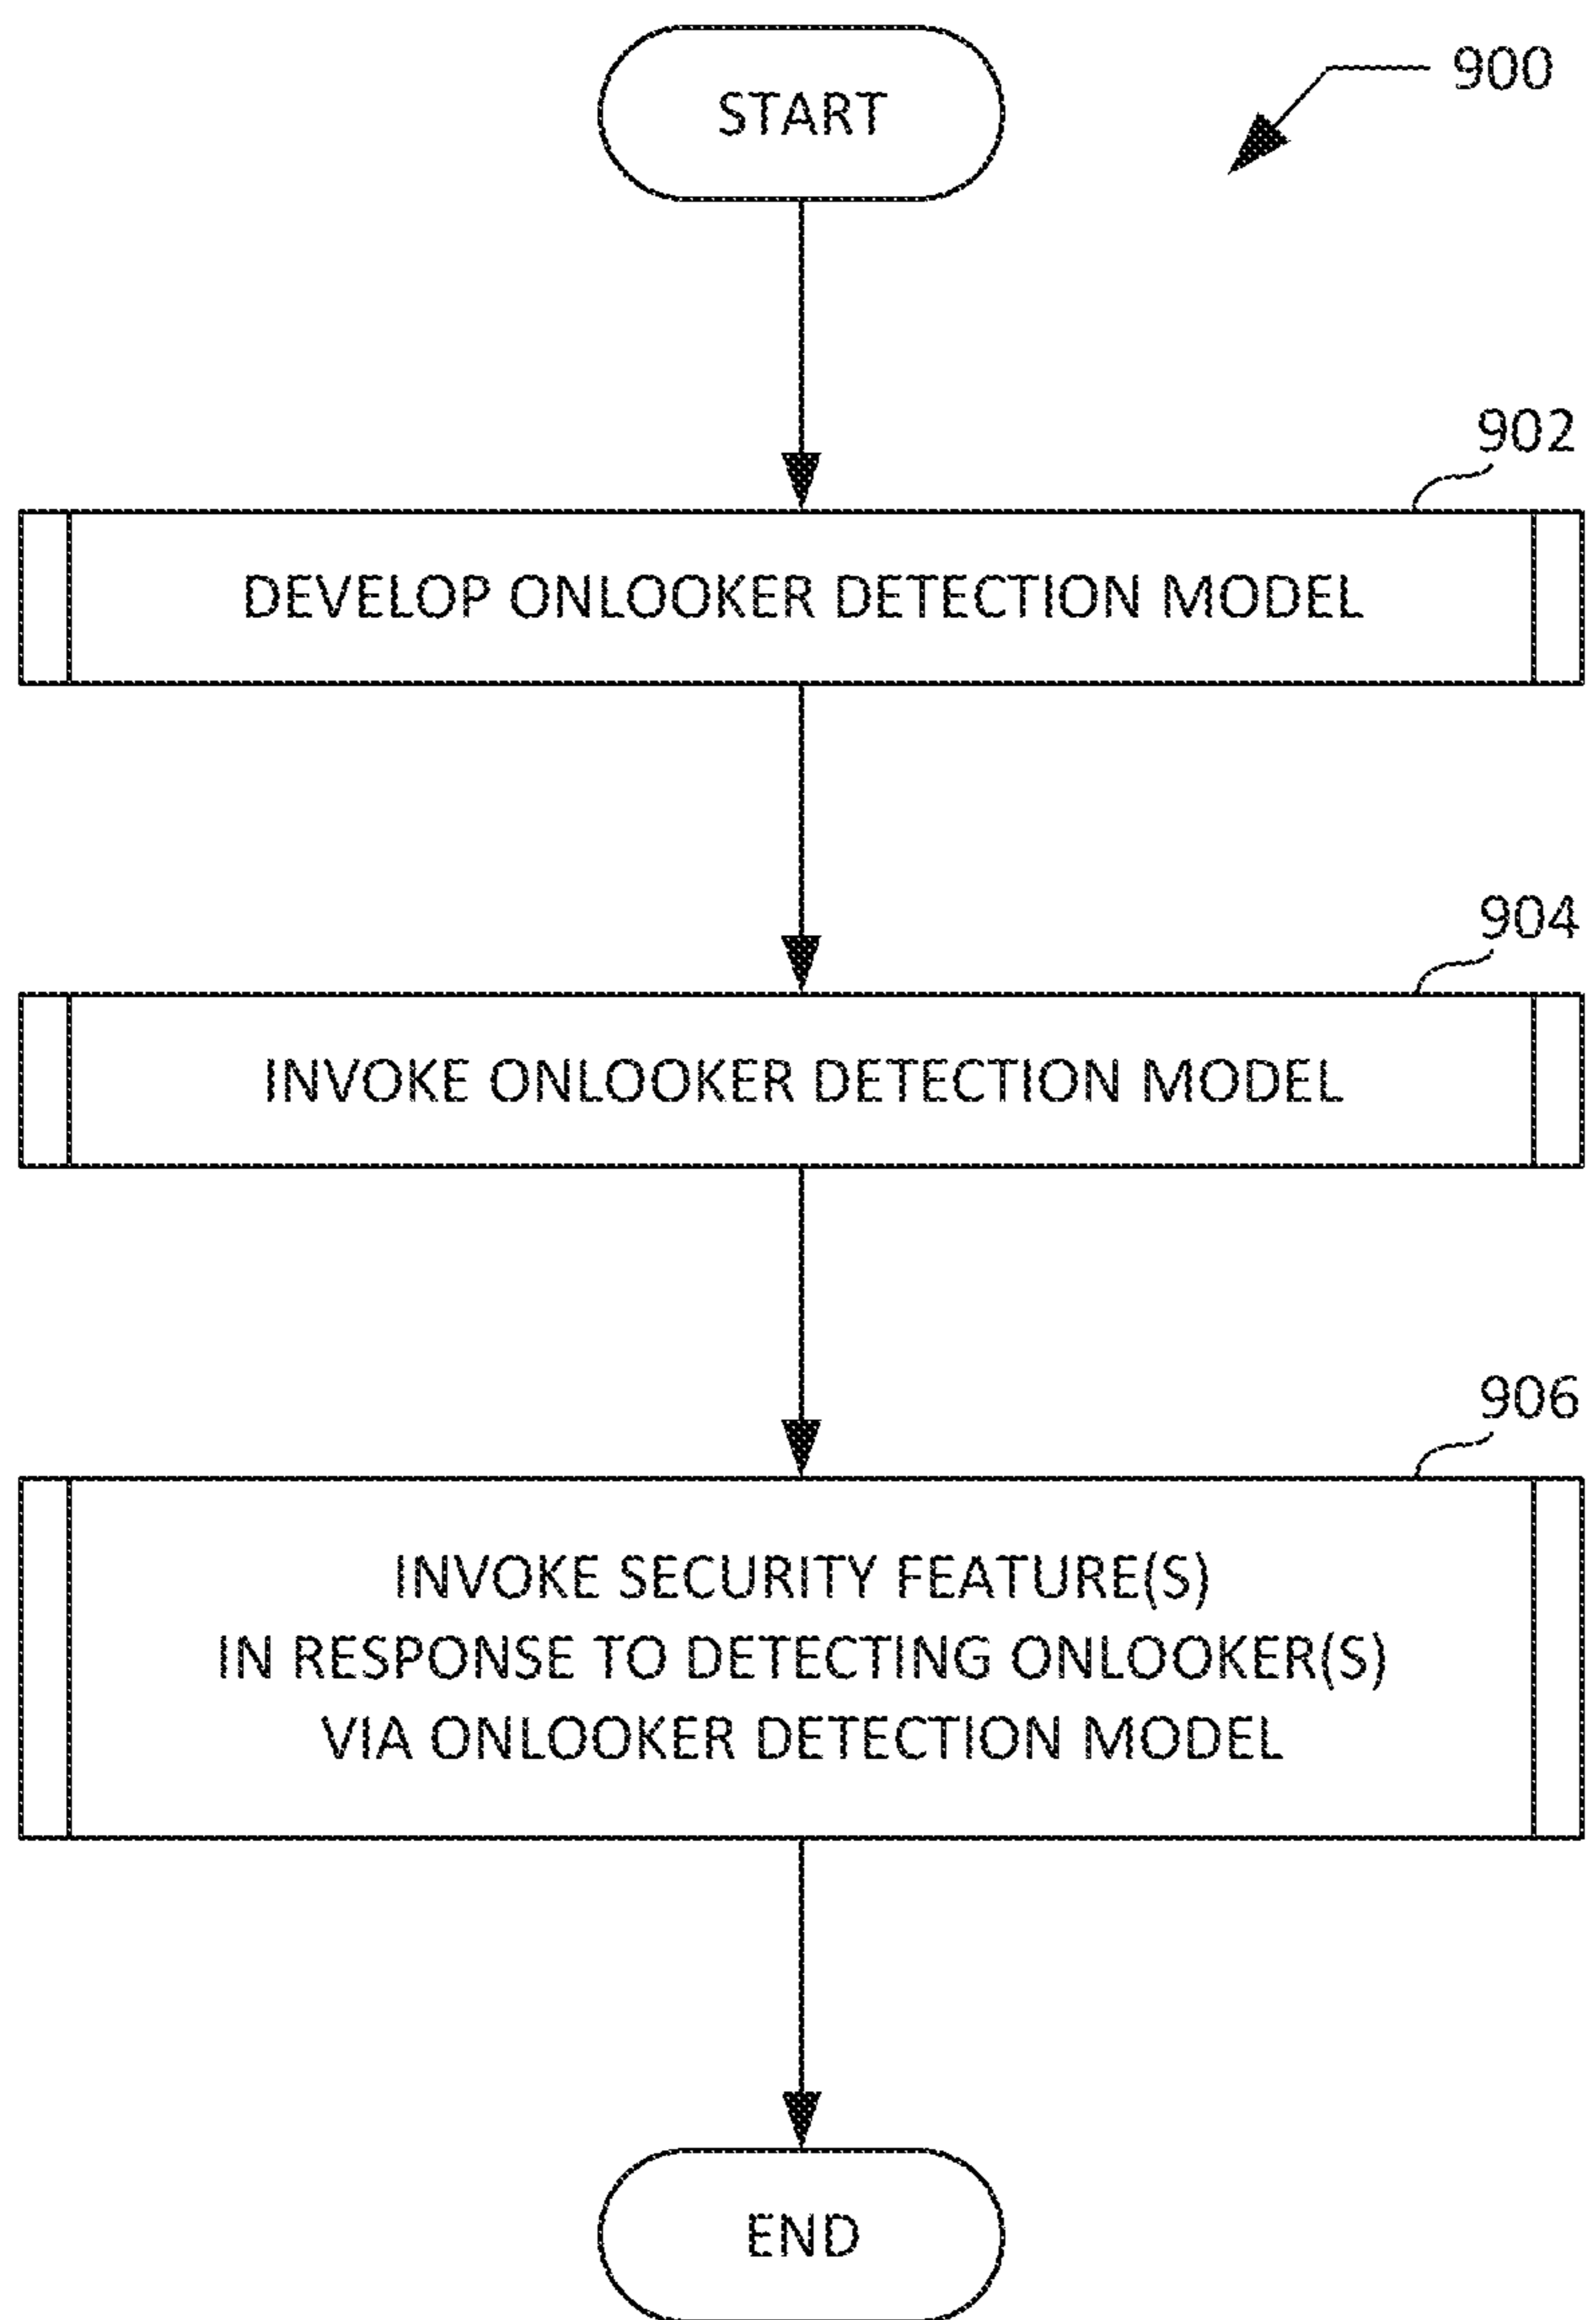 START
900
902
DEVELOP ONLOOKER DETECTION MODEL
904
INVOKE ONLOOKER DETECTION MODEL
906
INVOKE SECURITY FEATURE(S)
IN RESPONSE TO DETECTING ONLOOKER(S)
VIA ONLOOKER DETECTION MODEL
END